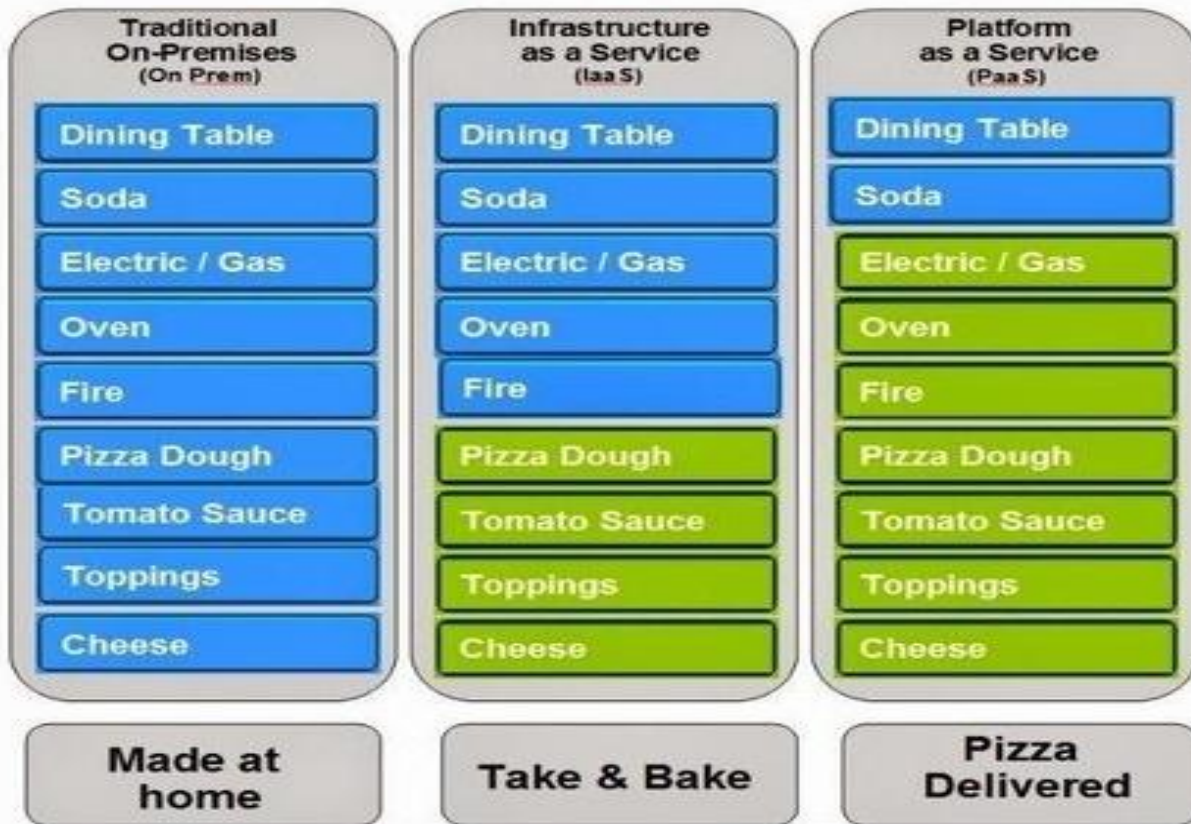 Traditional
On-Premises
(On Prem)
Dining Table
Soda
Electric / Gas
Oven
Fire
Pizza Dough
Tomato Sauce
Toppings
Cheese
Made at
home
Infrastructure
as a Service
(IaaS)
Dining Table
Soda
Electric / Gas
Oven
Fire
Pizza Dough
Tomato Sauce
Toppings
Cheese
Take & Bake
Platform
as a Service
(PaaS)
Dining Table
Soda
Electric / Gas
Oven
Fire
Pizza Dough
Tomato Sauce
Toppings
Cheese
Pizza
Delivered